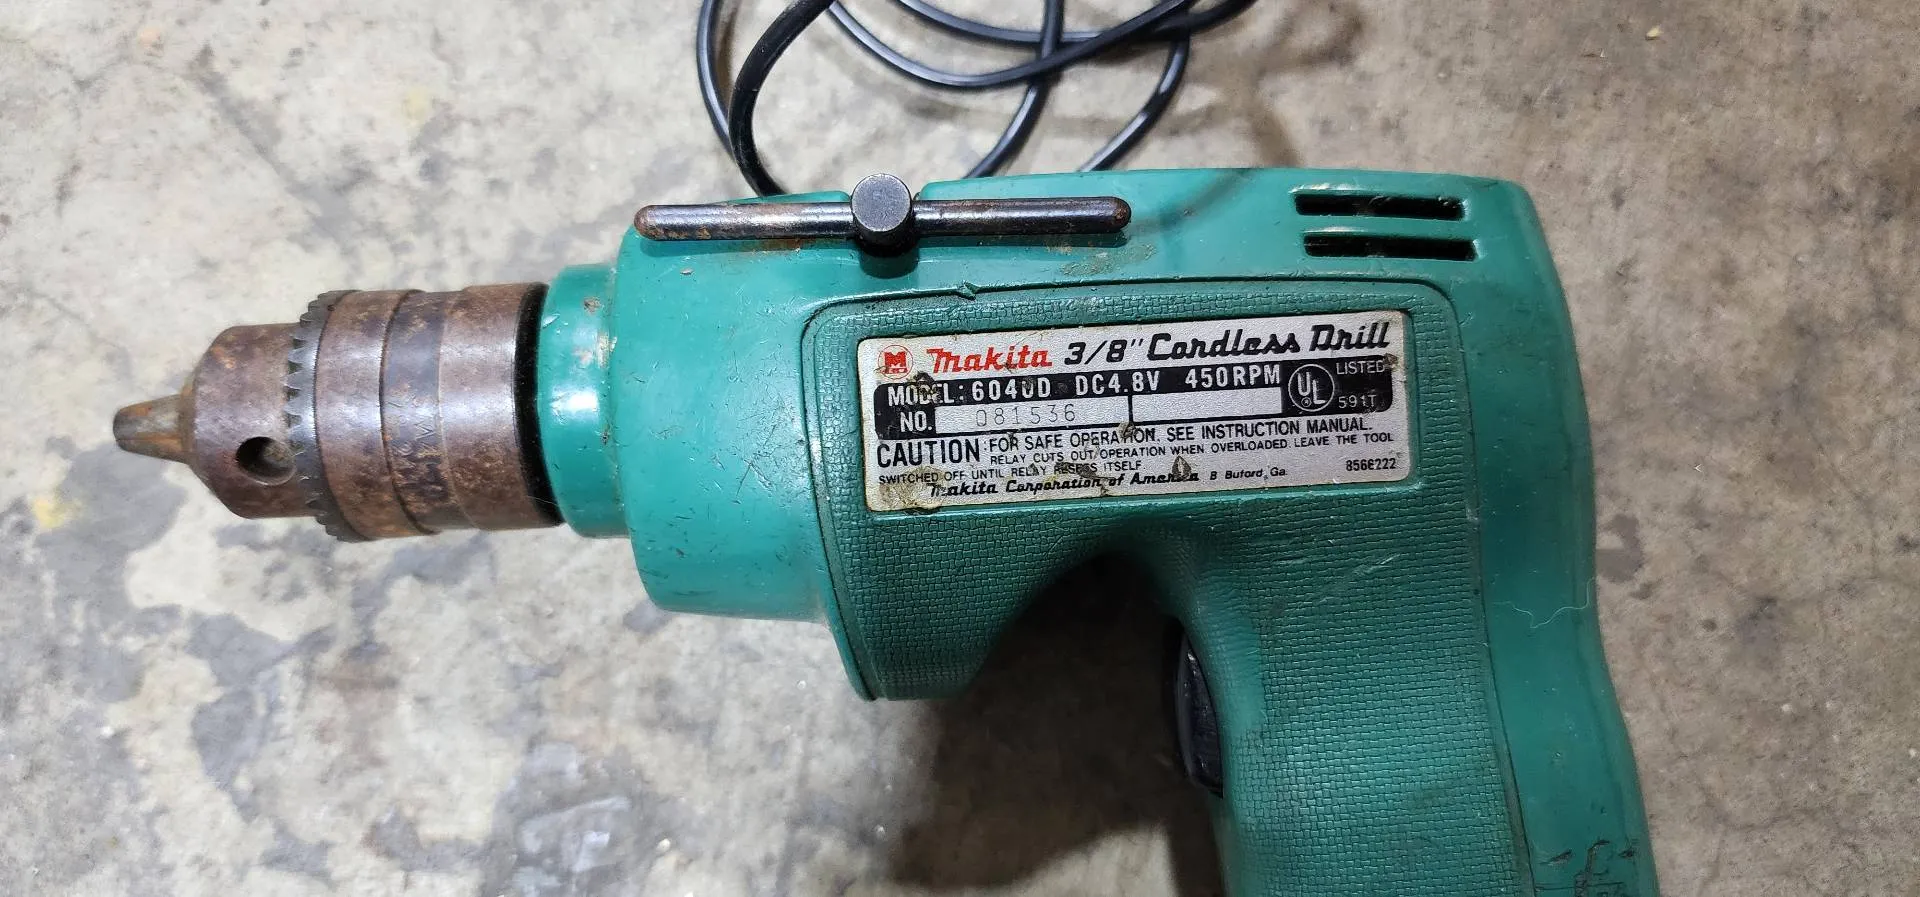 M makita 3/8" Cordless Drill
MODEL: 6040D DC4.8V 450RPM UL ® LISTED
NO. 081536 591T
CAUTION: FOR SAFE OPERATION. SEE INSTRUCTION MANUAL.
RELAY CUTS OUT OPERATION WHEN OVERLOADED. LEAVE THE TOOL
SWITCHED OFF UNTIL RELAY RESETS ITSELF 856E222
Makita Corporation of America B Buford, Ga.